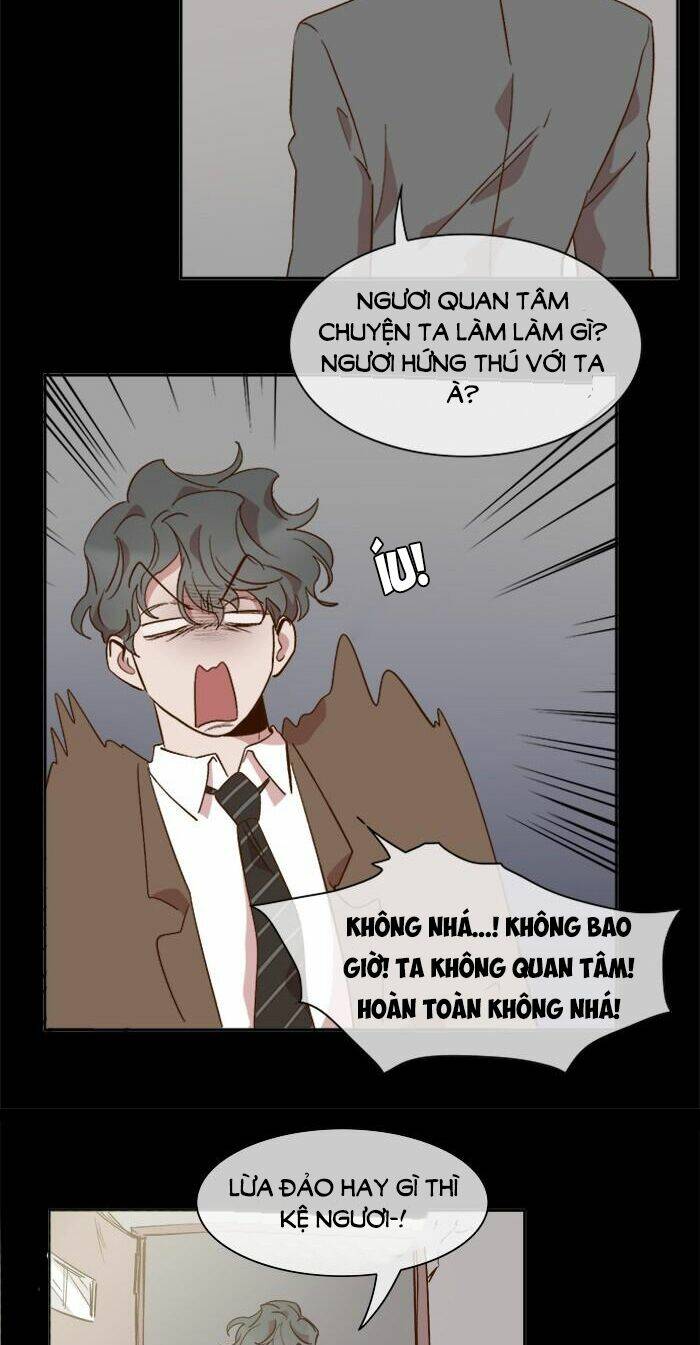 NGƯƠI QUAN TÂM
CHUYỆN TA LÀM LÀM GÌ?
NGƯƠI HỨNG THÚ VỚI TA
À?
ÍU!
KHÔNG NHÁ...! KHÔNG BAO
GIỜ! TA KHÔNG QUAN TÂM!
HOÀN TOÀN KHÔNG NHÁ!
LỪA ĐẢO HAY GÌ THÌ
KỆ NGƯƠI-!